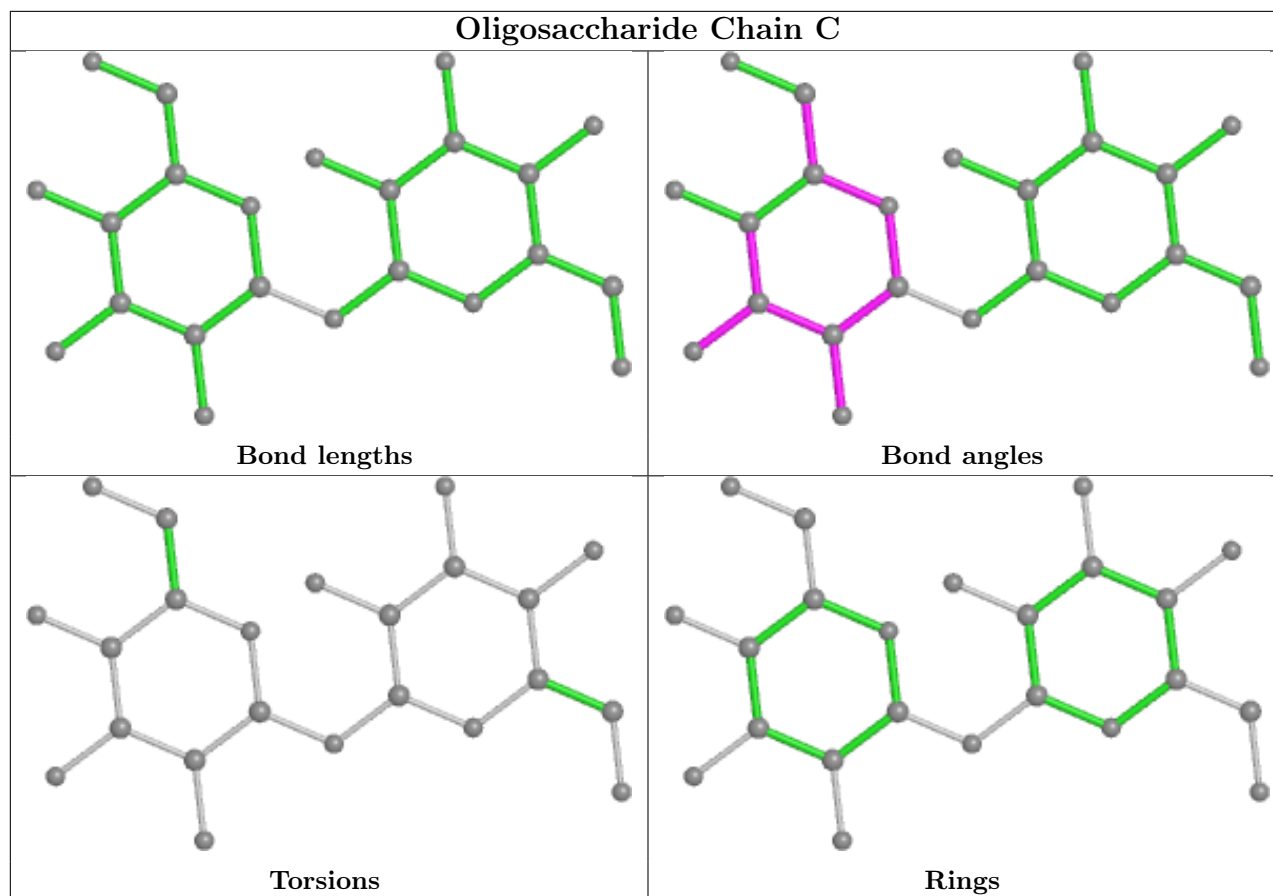 Oligosaccharide Chain C
Bond lengths
Bond angles
Torsions
Rings